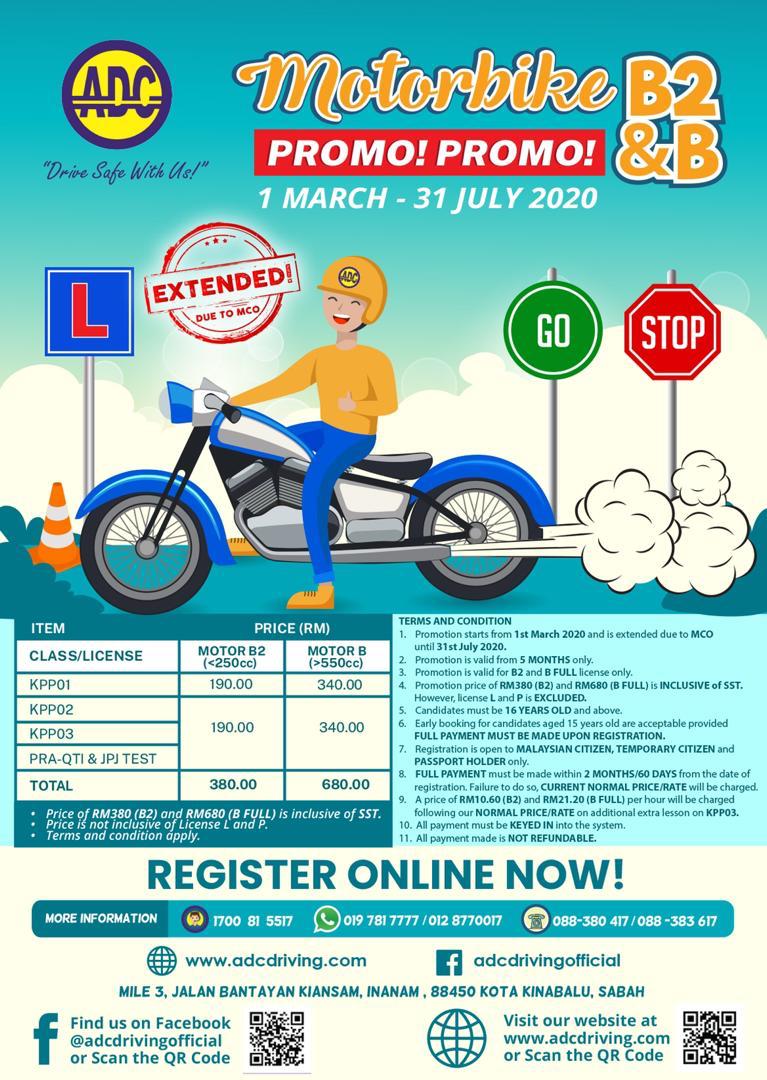 ADC
"Drive Safe With Us!"
Motorbike B2
&B
PROMO! PROMO!
1 MARCH - 31 JULY 2020
L
EXTENDED!
DUE TO MCO
ADC
GO
STOP
ITEM PRICE (RM)
CLASS/LICENSE MOTOR B2 (<250cc) MOTOR B (>550cc)
KPP01 190.00 340.00
KPP02
KPP03 190.00 340.00
PRA-QTI & JPJ TEST
TOTAL 380.00 680.00
• Price of RM380 (B2) and RM680 (B FULL) is inclusive of SST.
• Price is not inclusive of License L and P.
• Terms and condition apply.
TERMS AND CONDITION
1. Promotion starts from 1st March 2020 and is extended due to MCO
until 31st July 2020.
2. Promotion is valid from 5 MONTHS only.
3. Promotion is valid for B2 and B FULL license only.
4. Promotion price of RM380 (B2) and RM680 (B FULL) is INCLUSIVE of SST.
However, license L and P is EXCLUDED.
5. Candidates must be 16 YEARS OLD and above.
6. Early booking for candidates aged 15 years old are acceptable provided
FULL PAYMENT MUST BE MADE UPON REGISTRATION.
7. Registration is open to MALAYSIAN CITIZEN, TEMPORARY CITIZEN and
PASSPORT HOLDER only.
8. FULL PAYMENT must be made within 2 MONTHS/60 DAYS from the date of
registration. Failure to do so, CURRENT NORMAL PRICE/RATE will be charged.
9. A price of RM10.60 (B2) and RM21.20 (B FULL) per hour will be charged
following our NORMAL PRICE/RATE on additional extra lesson on KPP03.
10. All payment must be KEYED IN into the system.
11. All payment made is NOT REFUNDABLE.
REGISTER ONLINE NOW!
MORE INFORMATION 1700 81 5517 019 781 7777 / 012 8770017 088-380 417 / 088 -383 617
www.adcdriving.com adcdrivingofficial
MILE 3, JALAN BANTAYAN KIANSAM, INANAM , 88450 KOTA KINABALU, SABAH
Find us on Facebook
@adcdrivingofficial
or Scan the QR Code
Visit our website at
www.adcdriving.com
or Scan the QR Code